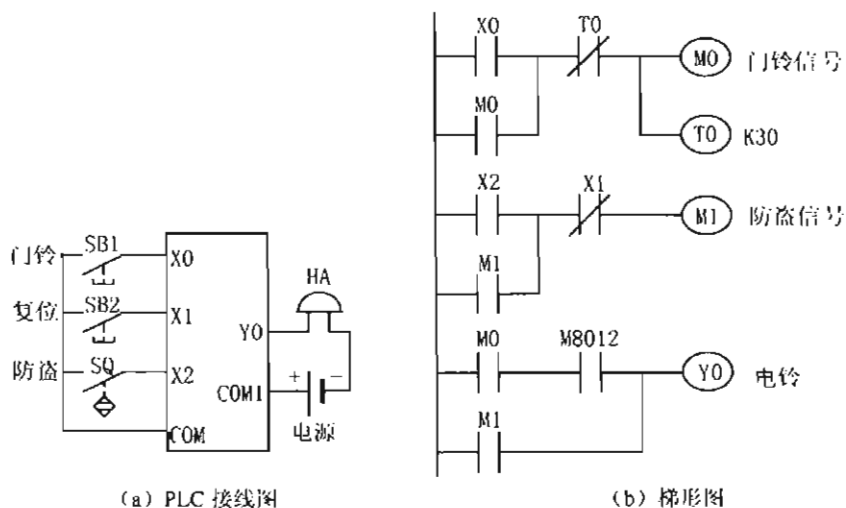 门铃
SB1
X0
复位
SB2
X1
防盗
SQ
X2
COM
Y0
COM1
HA
+
-
电源
(a) PLC 接线图
X0
T0
M0
门铃信号
M0
T0
K30
X2
X1
M1
防盗信号
M1
M0
M8012
Y0
电铃
M1
(b) 梯形图